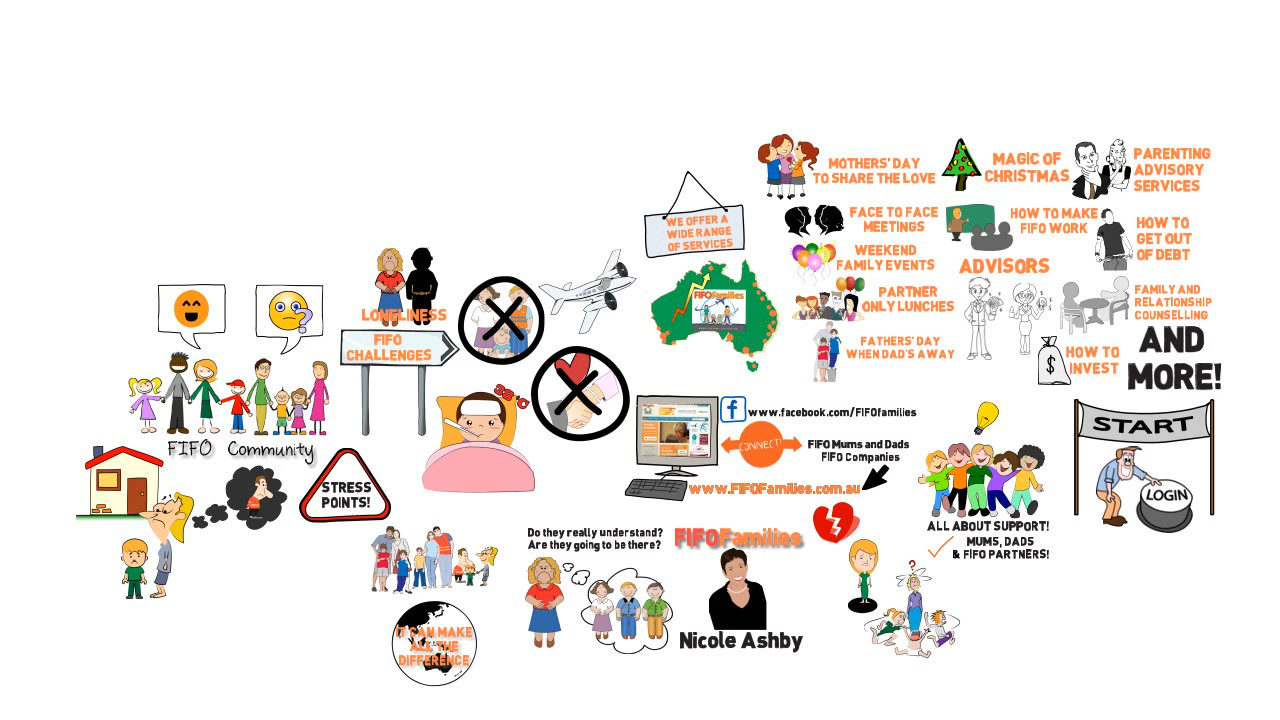 MOTHERS' DAY
TO SHARE THE LOVE
MAGIC OF
CHRISTMAS
PARENTING
ADVISORY
SERVICES
WE OFFER A
WIDE RANGE
OF SERVICES
FACE TO FACE
MEETINGS
HOW TO MAKE
FIFO WORK
HOW TO
GET OUT
OF DEBT
WEEKEND
FAMILY EVENTS
ADVISORS
FIFOFamilies
PARTNER
ONLY LUNCHES
FAMILY AND
RELATIONSHIP
COUNSELLING
FATHERS' DAY
WHEN DAD'S AWAY
$
HOW TO
INVEST
AND
MORE!
LONELINESS
FIFO
CHALLENGES
?
38°C
FIFO Community
STRESS
POINTS!
f www.facebook.com/FIFOfamilies
CONNECT!
FIFO Mums and Dads
FIFO Companies
www.FIFOFamilies.com.au
START
LOGIN
ALL ABOUT SUPPORT!
MUMS, DADS
& FIFO PARTNERS!
Do they really understand?
Are they going to be there?
FIFOFamilies
Nicole Ashby
?
IT CAN MAKE
ALL THE
DIFFERENCE